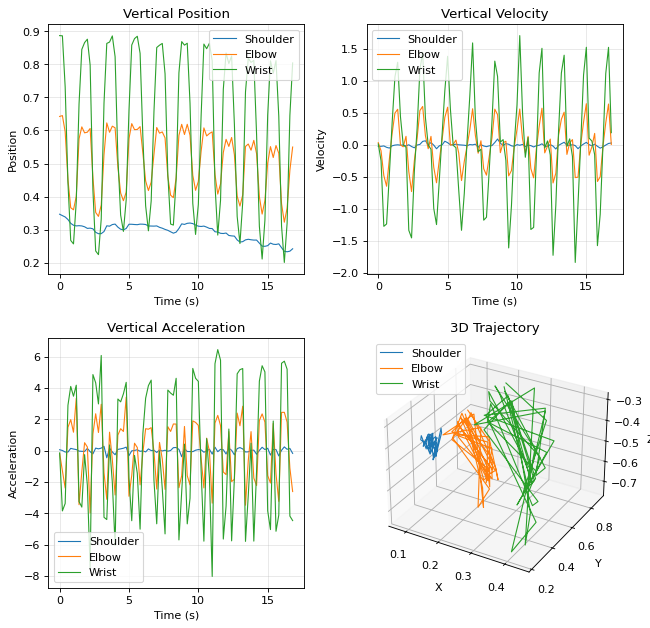 Vertical Position
Vertical Velocity
0.9
0.8
0.7
0.6
0.5
0.4
0.3
0.2
Position
Shoulder
Elbow
Wrist
0
5
10
15
Time (s)
1.5
1.0
0.5
0.0
−0.5
−1.0
−1.5
−2.0
Velocity
Shoulder
Elbow
Wrist
0
5
10
15
Time (s)
Vertical Acceleration
3D Trajectory
6
4
2
0
−2
−4
−6
−8
Acceleration
Shoulder
Elbow
Wrist
0
5
10
15
Time (s)
Shoulder
Elbow
Wrist
−0.3
−0.4
−0.5
−0.6
−0.7
Z
0.8
0.6
0.4
0.2
Y
0.1
0.2
0.3
0.4
X